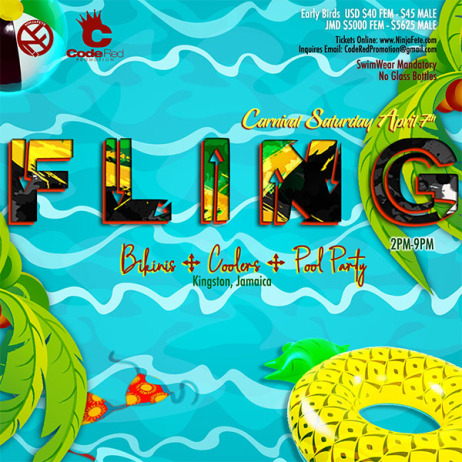 CodeRed
PROMOTION
Early Birds USD $40 FEM - $45 MALE
JMD $5000 FEM - $5625 MALE
Tickets Online: www.NinjaFete.com
Inquires Email: CodeRedPromotion@gmail.com
SwimWear Mandatory
No Glass Bottles
Carnival Saturday April 7th
FLING
2PM-9PM
Bikinis + Coolers + Pool Party
Kingston, Jamaica